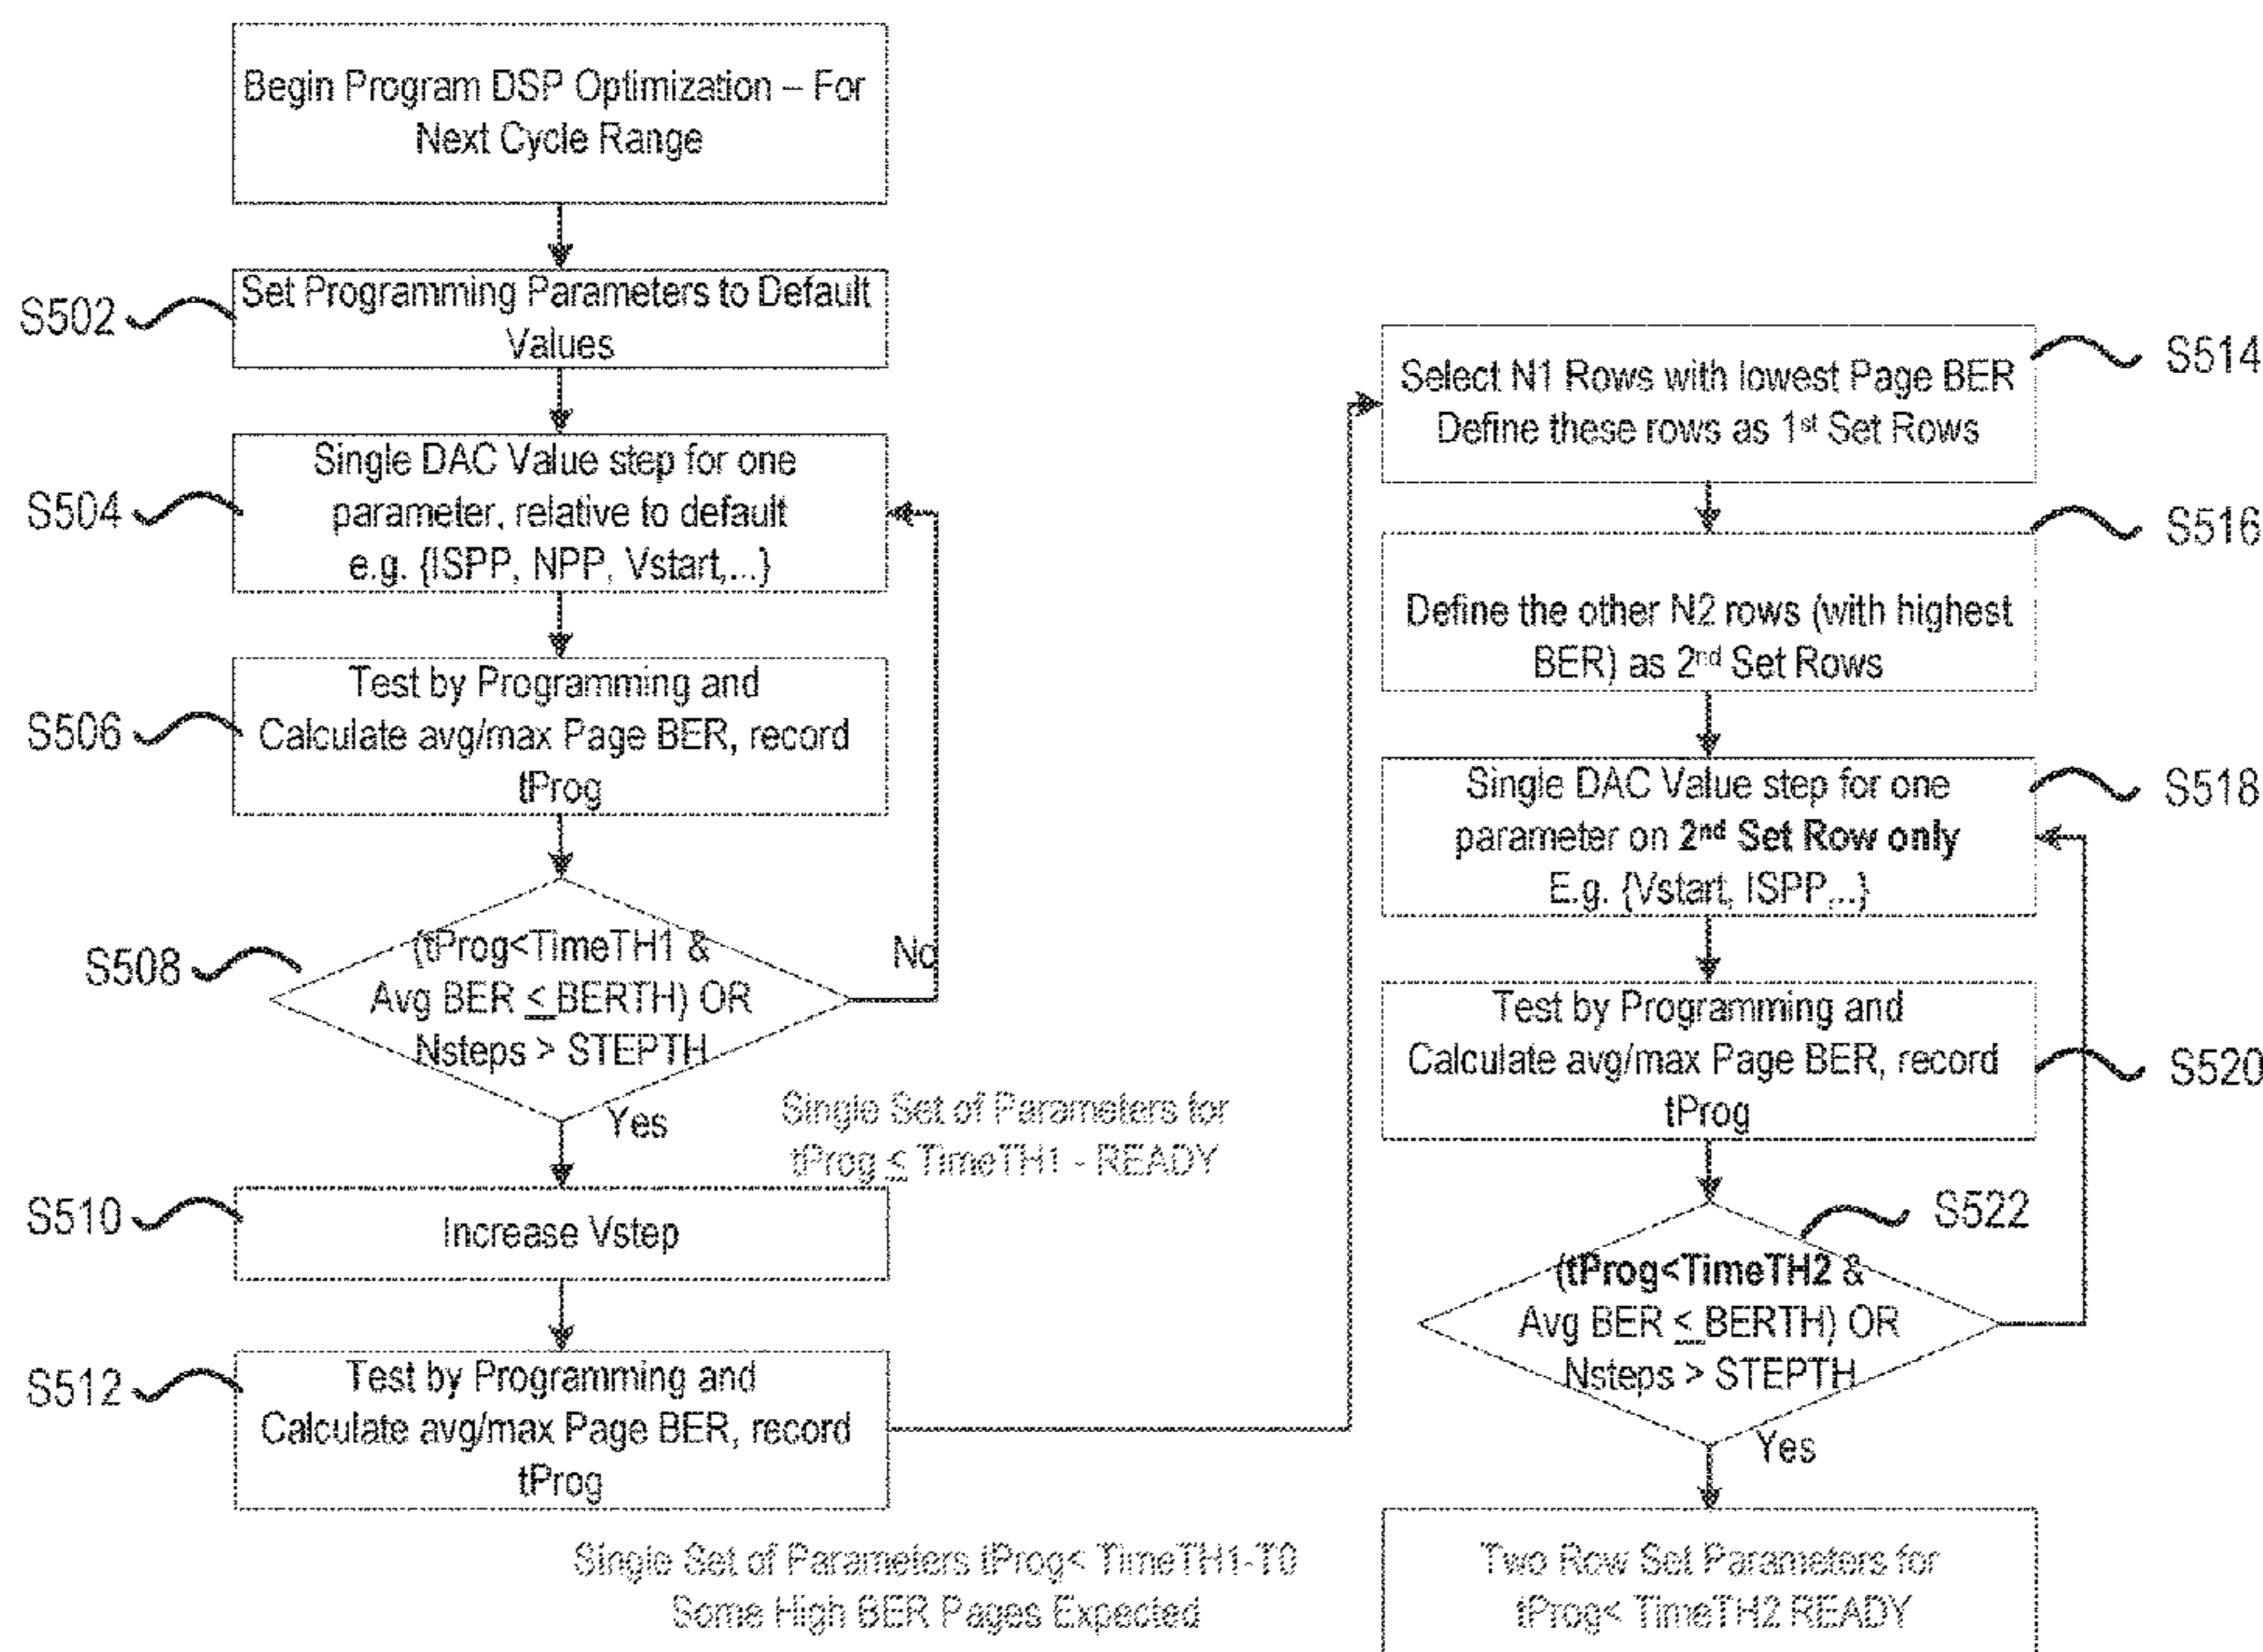 Begin Program DSP Optimization – For
Next Cycle Range
S502
Set Programming Parameters to Default
Values
S504
Single DAC Value step for one
parameter, relative to default
e.g. {ISPP, NPP, Vstart,...}
S506
Test by Programming and
Calculate avg/max Page BER, record
tProg
S508
(tProg<TimeTH1 &
Avg BER ≤ BERTH) OR
Nsteps > STEPTH
No
Yes
Single Set of Parameters for
tProg ≤ TimeTH1 - READY
S510
Increase Vstep
S512
Test by Programming and
Calculate avg/max Page BER, record
tProg
Single Set of Parameters tProg< TimeTH1-T0
Some High BER Pages Expected
Select N1 Rows with lowest Page BER
Define these rows as 1st Set Rows
S514
S516
Define the other N2 rows (with highest
BER) as 2nd Set Rows
Single DAC Value step for one
parameter on 2nd Set Row only
E.g. {Vstart, ISPP,..}
S518
Test by Programming and
Calculate avg/max Page BER, record
tProg
S520
S522
(tProg<TimeTH2 &
Avg BER ≤ BERTH) OR
Nsteps > STEPTH
Yes
Two Row Set Parameters for
tProg< TimeTH2 READY